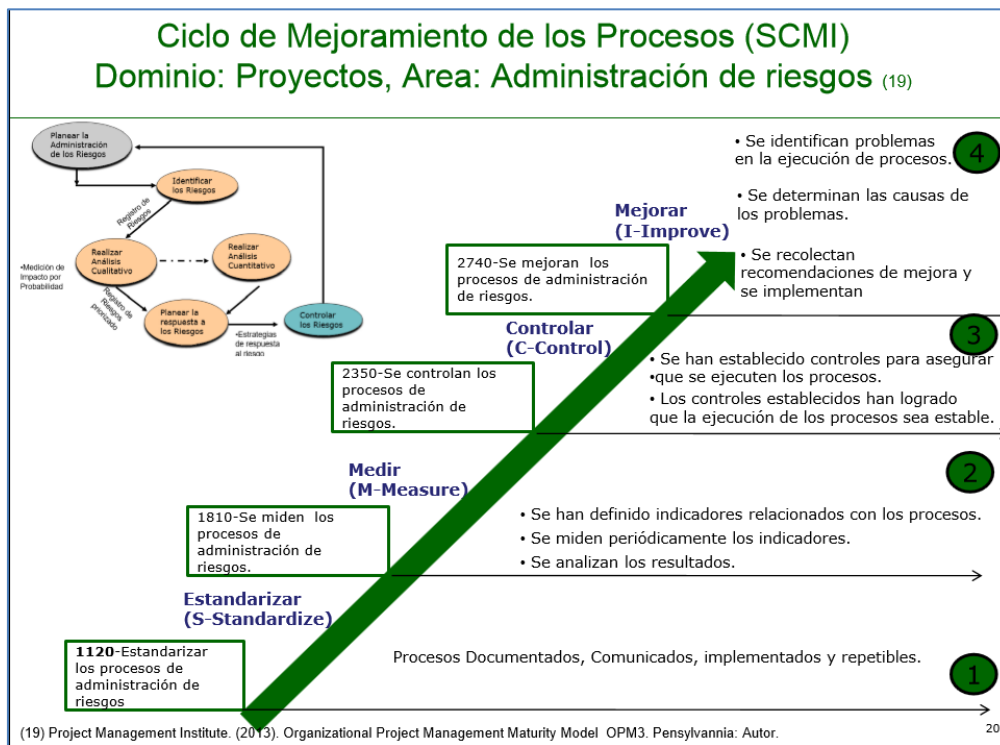 Ciclo de Mejoramiento de los Procesos (SCMI)
Dominio: Proyectos, Area: Administración de riesgos (19)
Planear la
Administración
de los Riesgos
Identificar
los Riesgos
Registro de
Riesgos
Realizar
Análisis
Cualitativo
Realizar
Análisis
Cuantitativo
•Medición de
Impacto por
Probabilidad
Registro de
Riesgos
priorizado
Planear la
respuesta a
los Riesgos
•Estrategias
de respuesta
al riesgo
Controlar
los Riesgos
• Se identifican problemas
en la ejecución de procesos.
4
• Se determinan las causas de
los problemas.
• Se recolectan
recomendaciones de mejora y
se implementan
Mejorar
(I-Improve)
2740-Se mejoran los
procesos de administración
de riesgos.
3
Controlar
(C-Control)
• Se han establecido controles para asegurar
•que se ejecuten los procesos.
• Los controles establecidos han logrado
que la ejecución de los procesos sea estable.
2350-Se controlan los
procesos de
administración de
riesgos.
2
Medir
(M-Measure)
• Se han definido indicadores relacionados con los procesos.
• Se miden periódicamente los indicadores.
• Se analizan los resultados.
1810-Se miden los
procesos de
administración de
riesgos.
Estandarizar
(S-Standardize)
1120-Estandarizar
los procesos de
administración de
riesgos
Procesos Documentados, Comunicados, implementados y repetibles.
1
(19) Project Management Institute. (2013). Organizational Project Management Maturity Model OPM3. Pensylvannia: Autor.
20